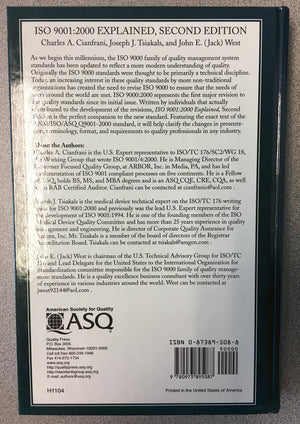 ISO 9001:2000 EXPLAINED, SECOND EDITION
Charles A. Cianfrani, Joseph J. Tsiakals, and John E. (Jack) West
As we begin this millennium, the ISO 9000 family of quality management
system standards has been updated to reflect a more modern understanding of quality.
Originally the ISO 9000 standards were thought to be primarily a technical discipline.
Today, an increasing interest in using these standards by many more non-traditional
organizations has created the need to revise ISO 9000 to ensure that the needs of
users around the world are met. ISO 9000:2000 represents the first major revision to
the quality standards since its initial issue. Written by individuals that actually
contributed to the development of the revisions, ISO 9001:2000 Explained, Second
Edition is the perfect companion to the new standard. Featuring the exact text of the
ANSI/ISO/ASQ Q9001-2000 standard, it will help clarify the changes in
presentation, terminology, format, and requirements to quality professionals in any industry.
About the Authors:
Charles A. Cianfrani is the U.S. Expert representative to ISO/TC 176/SC2/WG 18,
the Working Group that wrote ISO 9001/4:2000. He is Managing Director of the
Customer Focused Quality Group, at ARBOR, Inc. in Media, PA, and has led
implementation of ISO 9001 compliant processes on five continents. He is a Fellow
of ASQ, holds BS, MS, and MBA degrees and is an ASQ CQE, CRE, CQA, as well
as an RAB Certified Auditor. Cianfrani can be contacted at cianfranic@aol.com .
Joseph J. Tsiakals is the medical device technical expert on the ISO/TC 176 writing
group for ISO 9001:2000 and previously was the lead U.S. Expert representative for
the development of ISO 9001:1994. He is one of the founding members of the ISO
Medical Device Quality Committee and has more than 25 years experience in quality
engineering and management. He is director of Corporate Quality Assurance for
Amgen, Inc. Mr. Tsiakals is a member of the board of directors of the Registrar
Accreditation Board. Tsiakals can be contacted at tsiakals@amgen.com .
John E. (Jack) West is chairman of the U.S. Technical Advisory Group for ISO/TC
176 and Lead Delegate for the United States to the International Organization for
Standardization committee responsible for the ISO 9000 family of quality management
standards. He is a quality excellence business consultant with over thirty years of
experience in various industries around the world. West can be contacted at
jwest92144@aol.com .
American Society for Quality
ASQ
Quality Press
P.O. Box 3005
Milwaukee, Wisconsin 53201-3005
Call toll free 800-248-1946
Fax 414-272-1734
http://qualitypress.asq.org
http://standardsgroup.asq.org
E-mail: authors@asq.org
ISBN 0-87389-508-8
90000
9 780873 895087
H1104
Printed in the United States of America